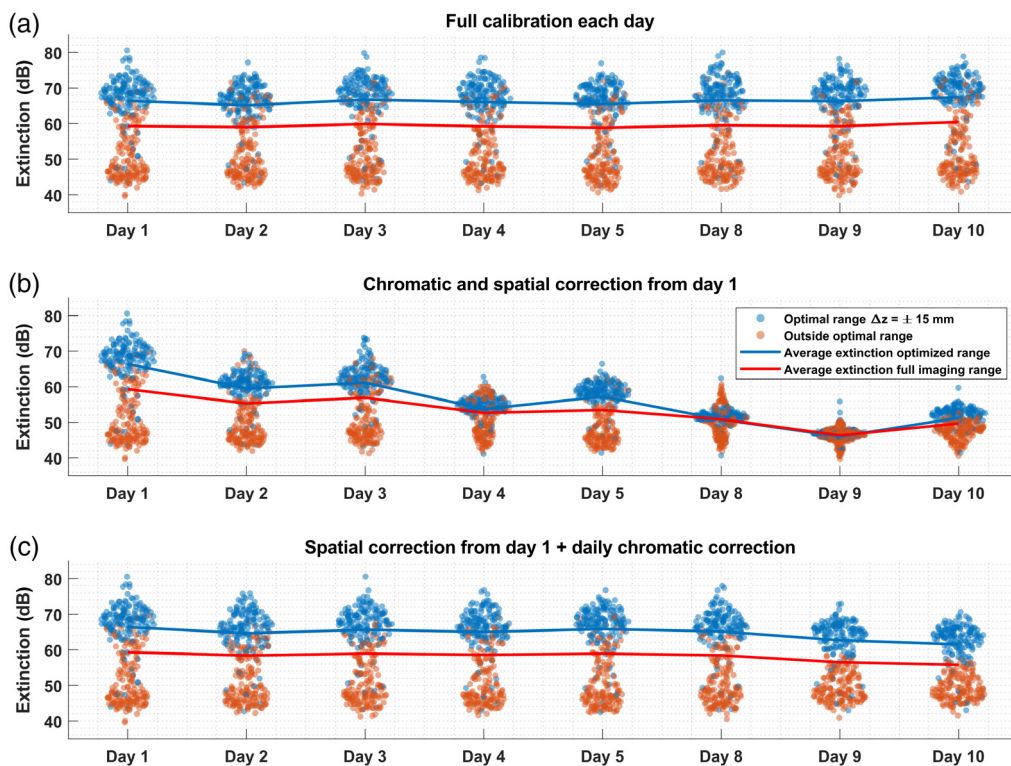 (a)
Full calibration each day
Extinction (dB)
80
70
60
50
40
Day 1 Day 2 Day 3 Day 4 Day 5 Day 8 Day 9 Day 10
(b)
Chromatic and spatial correction from day 1
Extinction (dB)
80
70
60
50
40
Optimal range Δz = ± 15 mm
Outside optimal range
Average extinction optimized range
Average extinction full imaging range
Day 1 Day 2 Day 3 Day 4 Day 5 Day 8 Day 9 Day 10
(c)
Spatial correction from day 1 + daily chromatic correction
Extinction (dB)
80
70
60
50
40
Day 1 Day 2 Day 3 Day 4 Day 5 Day 8 Day 9 Day 10